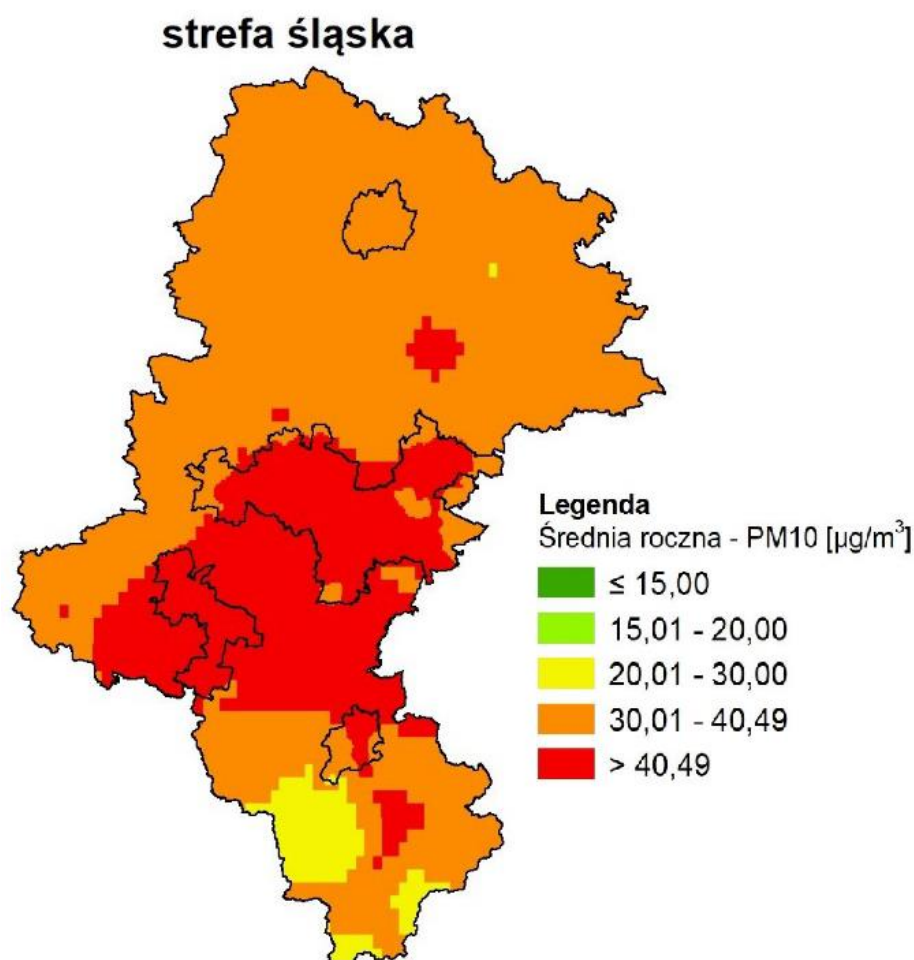 strefa śląska
Legenda
Średnia roczna - PM10 [µg/m³]
≤ 15,00
15,01 - 20,00
20,01 - 30,00
30,01 - 40,49
> 40,49